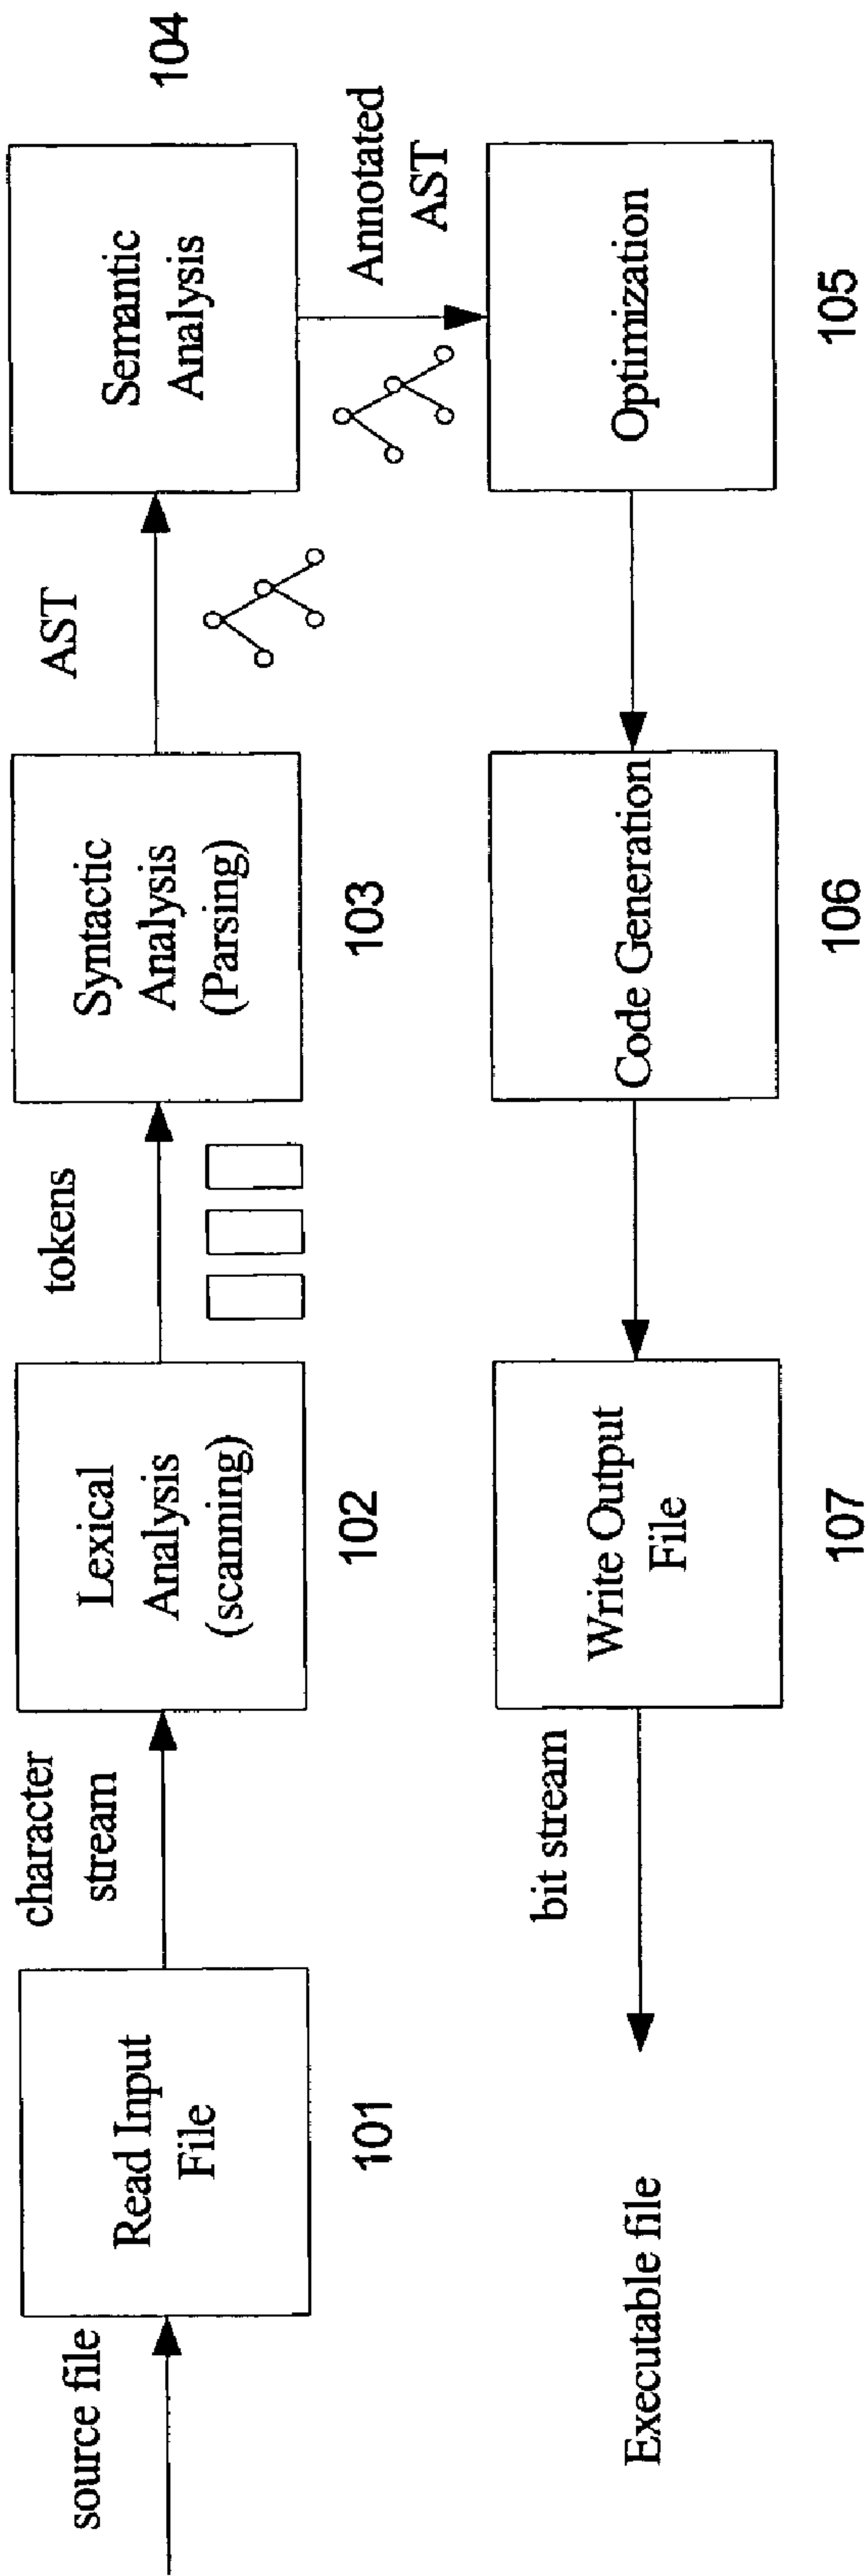 source file
Read Input
File
101
character
stream
Lexical
Analysis
(scanning)
102
tokens
Syntactic
Analysis
(Parsing)
103
AST
Semantic
Analysis
104
Annotated
AST
Optimization
105
Code Generation
106
Write Output
File
107
bit stream
Executable file